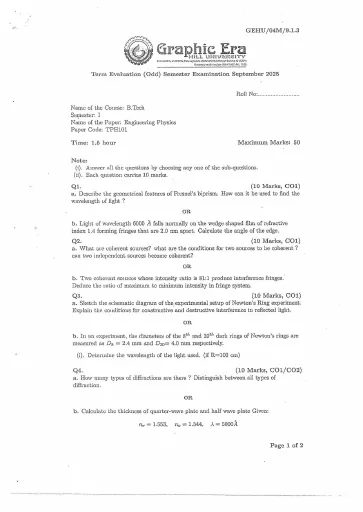 GEHU/04M/9.1.3
Graphic Era
HILL UNIVERSITY
Term Evaluation (Odd) Semester Examination September 2025
Roll No:
Name of the Course: B.Tech
Semester: I
Name of the Paper: Engineering Physics
Paper Code: TPH101
Time: 1.5 hour Maximum Marks: 50
Note:
(i). Answer all the questions by choosing any one of the sub-questions.
(ii). Each question carries 10 marks.
Q1. (10 Marks, CO1)
a. Describe the geometrical features of Fresnel's biprism. How can it be used to find the
wavelength of light ?
OR
b. Light of wavelength 6000 Å falls normally on the wedge shaped film of refractive
index 1.4 forming fringes that are 2.0 mm apart. Calculate the angle of the edge.
Q2. (10 Marks, CO1)
a. What are coherent sources? what are the conditions for two sources to be coherent ?
can two independent sources become coherent?
OR
b. Two coherent sources whose intensity ratio is 81:1 produce interference fringes.
Deduce the ratio of maximum to minimum intensity in fringe system.
Q3. (10 Marks, CO1)
a. Sketch the schematic diagram of the experimental setup of Newton's Ring experiment.
Explain the conditions for constructive and destructive interference in reflected light.
OR
b. In an experiment, the diameters of the 8th and 20th dark rings of Newton's rings are
measured as D₈ = 2.4 mm and D₂₀= 4.0 mm respectively.
(i). Determine the wavelength of the light used. (if R=100 cm)
Q4. (10 Marks, CO1/CO2)
a. How many types of diffractions are there ? Distinguish between all types of
diffraction.
OR
b. Calculate the thickness of quarter-wave plate and half wave plate Given:
= 1.553, = 1.544, λ = 5000Å
Page 1 of 2